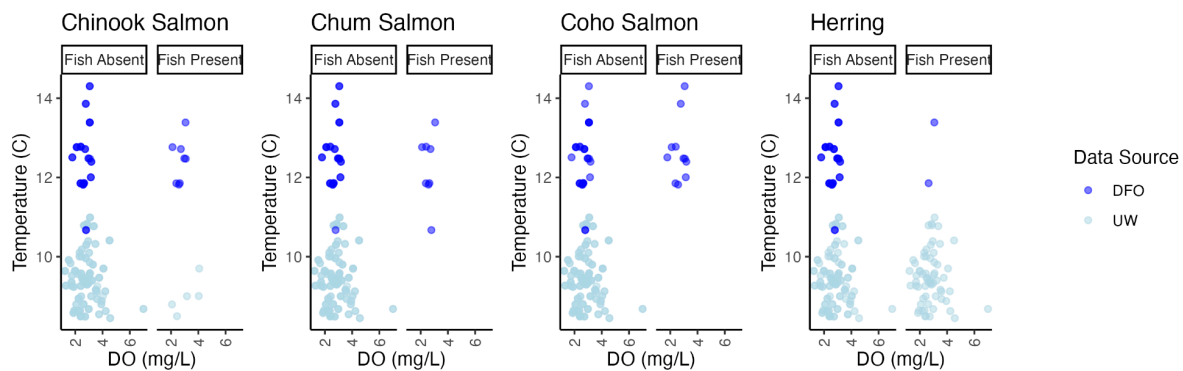 Chinook Salmon
Chum Salmon
Coho Salmon
Herring
Fish Absent
Fish Present
Fish Absent
Fish Present
Fish Absent
Fish Present
Fish Absent
Fish Present
Temperature (C)
14
12
10
Temperature (C)
14
12
10
Temperature (C)
14
12
10
Temperature (C)
14
12
10
2 4 6 2 4 6
2 4 6 2 4 6
2 4 6 2 4 6
2 4 6 2 4 6
DO (mg/L)
DO (mg/L)
DO (mg/L)
DO (mg/L)
Data Source
DFO
UW